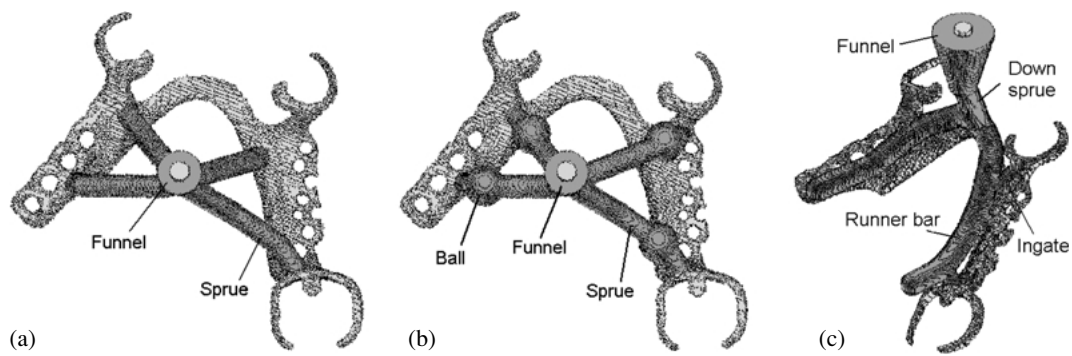 Funnel
Sprue
(a)
Ball
Funnel
Sprue
(b)
Funnel
Down
sprue
Runner bar
Ingate
(c)